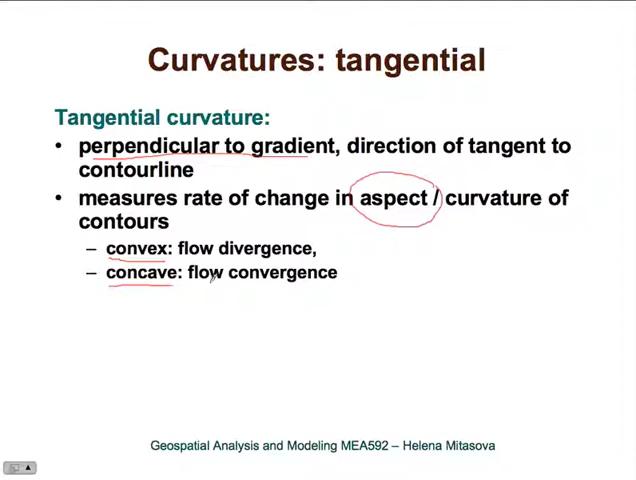 Curvatures: tangential
Tangential curvature:
• perpendicular to gradient, direction of tangent to
contourline
• measures rate of change in aspect / curvature of
contours
– convex: flow divergence,
– concave: flow convergence
Geospatial Analysis and Modeling MEA592 – Helena Mitasova